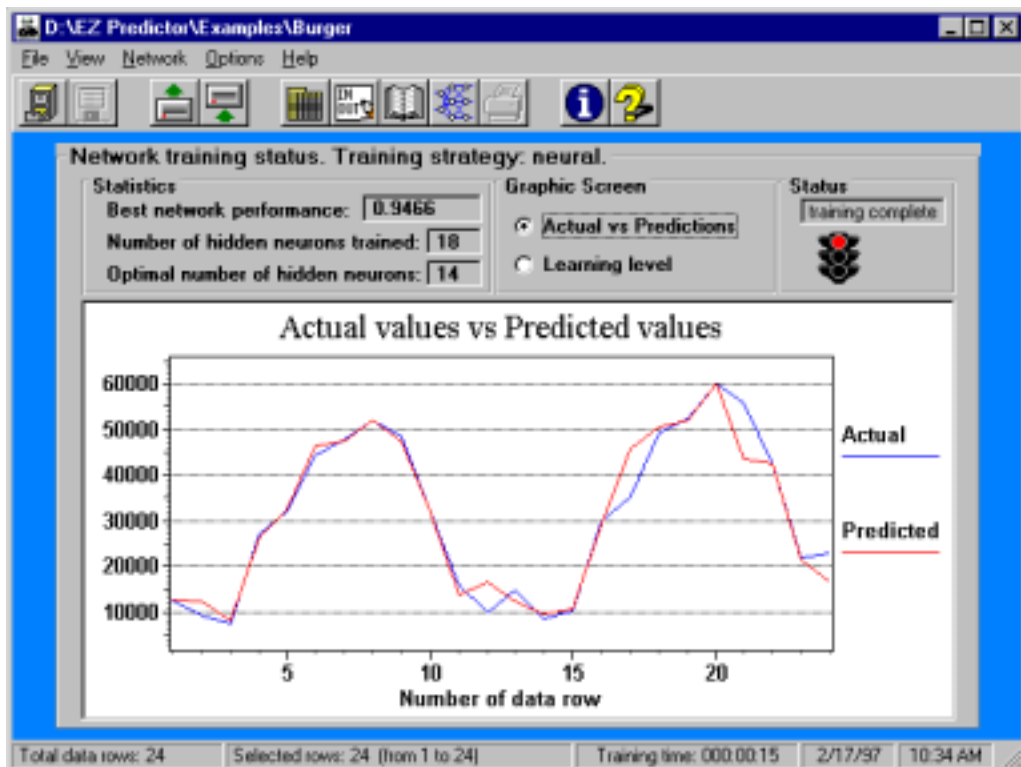 D:\EZ Predictor\Examples\Burger
File View Network Options Help
IN OUT
Network training status. Training strategy: neural.
Statistics
Best network performance: 0.9466
Number of hidden neurons trained: 18
Optimal number of hidden neurons: 14
Graphic Screen
Actual vs Predictions
Learning level
Status
training complete
Actual values vs Predicted values
60000
50000
40000
30000
20000
10000
5 10 15 20
Number of data row
Actual
Predicted
Total data rows: 24 Selected rows: 24 (from 1 to 24) Training time: 000:00:15 2/17/97 10:34 AM